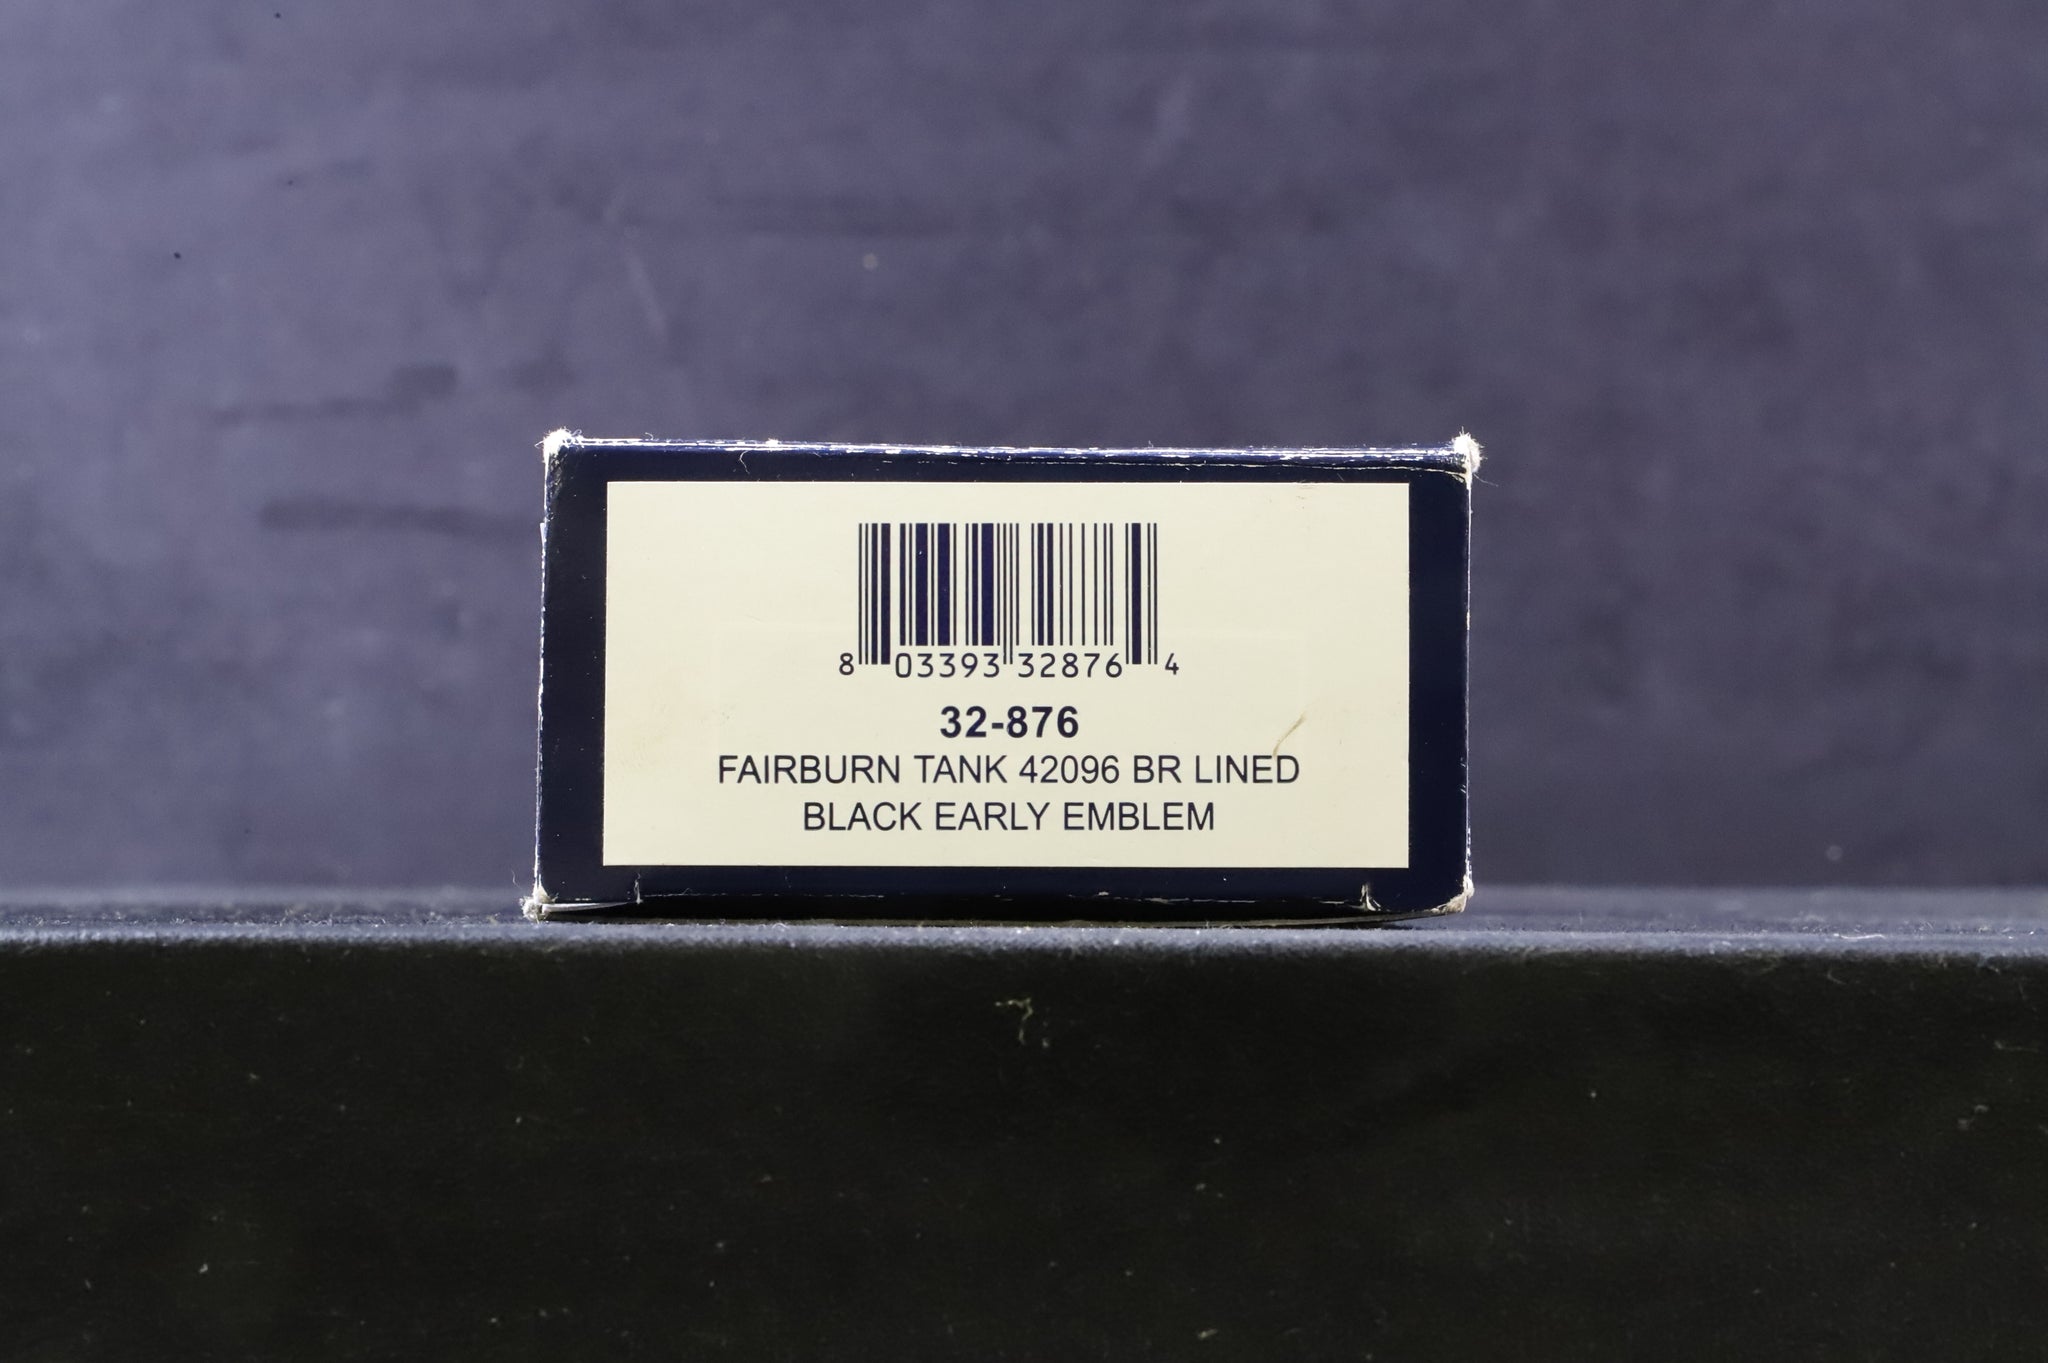 8 03393 32876 4
32-876
FAIRBURN TANK 42096 BR LINED
BLACK EARLY EMBLEM